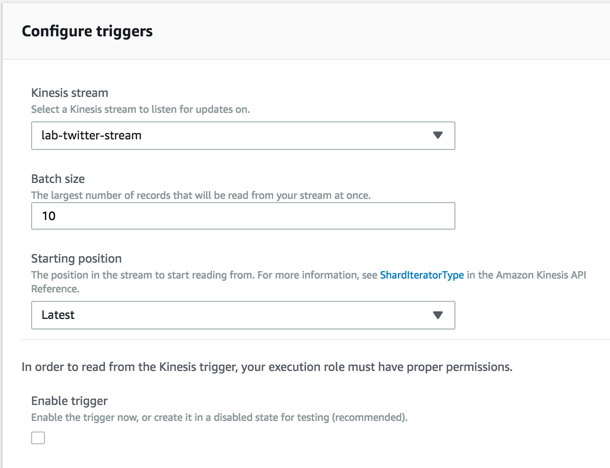 Configure triggers
Kinesis stream
Select a Kinesis stream to listen for updates on.
lab-twitter-stream
Batch size
The largest number of records that will be read from your stream at once.
10
Starting position
The position in the stream to start reading from. For more information, see ShardIteratorType in the Amazon Kinesis API
Reference.
Latest
In order to read from the Kinesis trigger, your execution role must have proper permissions.
Enable trigger
Enable the trigger now, or create it in a disabled state for testing (recommended).